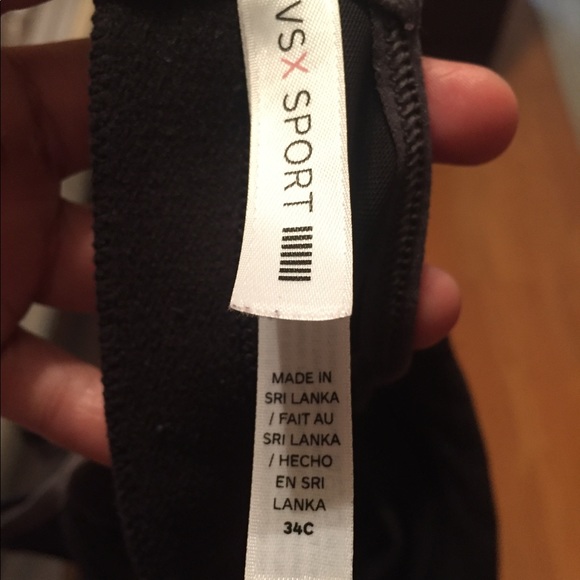 VSX SPORT
MADE IN
SRI LANKA
/ FAIT AU
SRI LANKA
/ HECHO
EN SRI
LANKA
34C